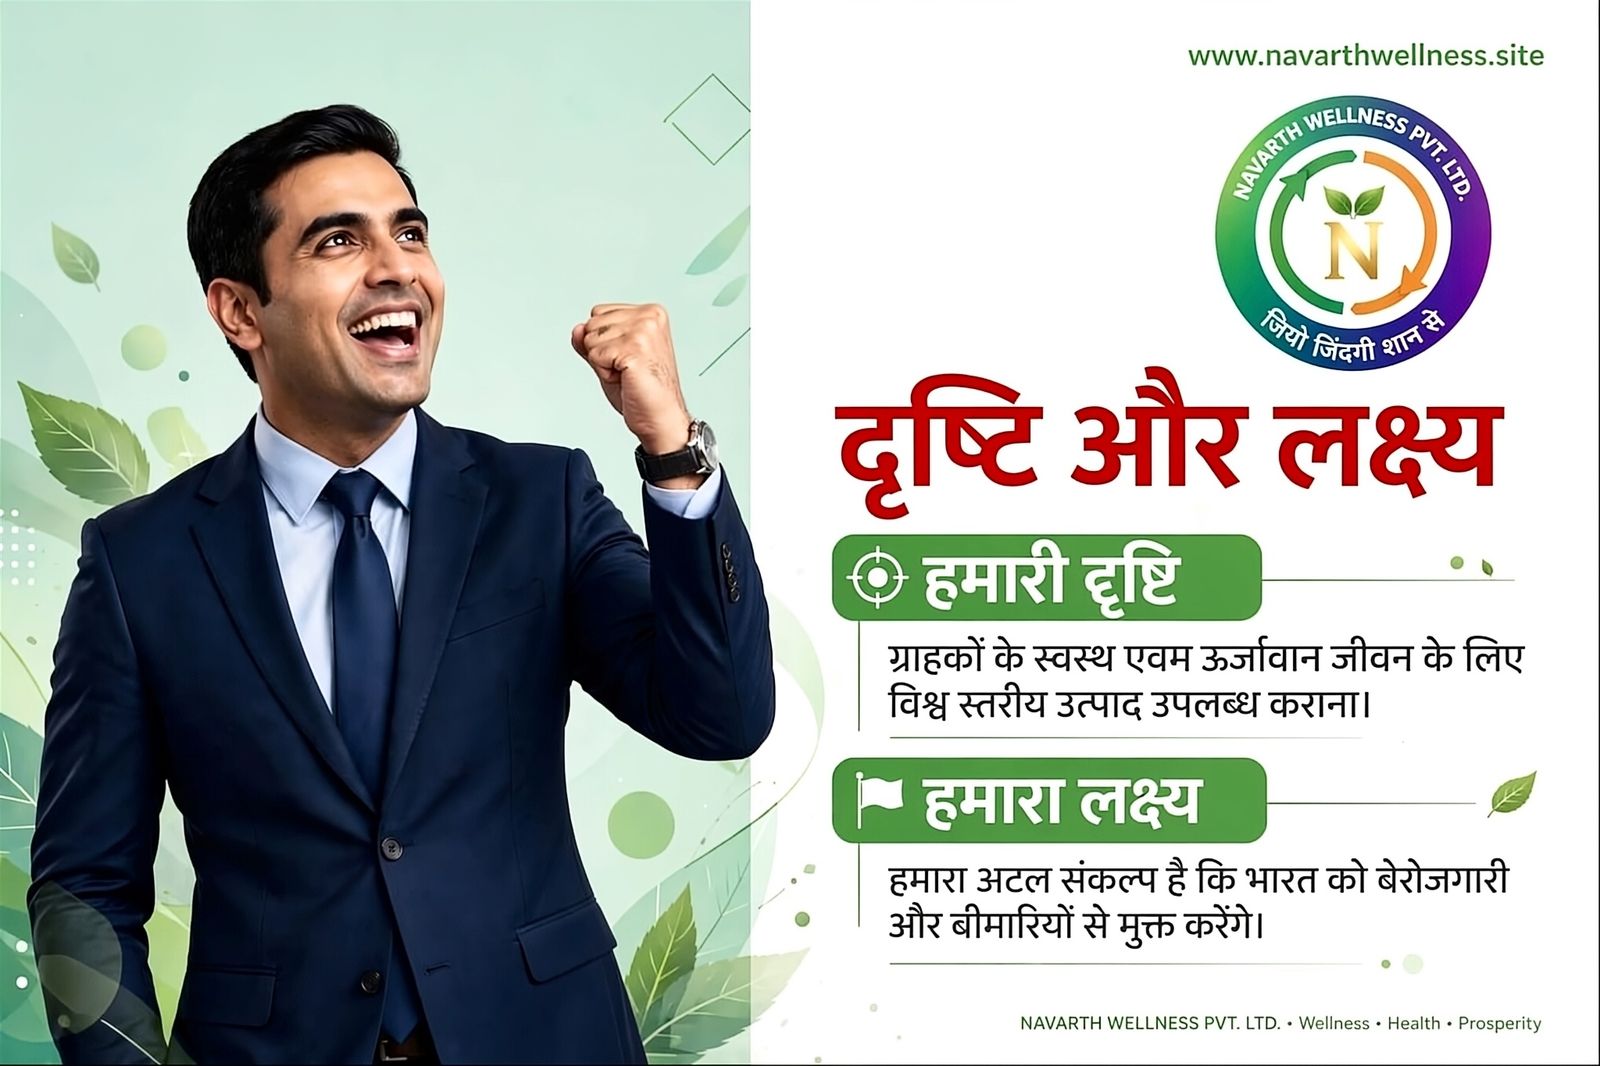 www.navarthwellness.site
NAVARTH WELLNESS PVT. LTD.
N
जियो जिंदगी शान से
दृष्टि और लक्ष्य
हमारी दृष्टि
ग्राहकों के स्वस्थ एवम ऊर्जावान जीवन के लिए
विश्व स्तरीय उत्पाद उपलब्ध कराना।
हमारा लक्ष्य
हमारा अटल संकल्प है कि भारत को बेरोजगारी
और बीमारियों से मुक्त करेंगे।
NAVARTH WELLNESS PVT. LTD. • Wellness • Health • Prosperity